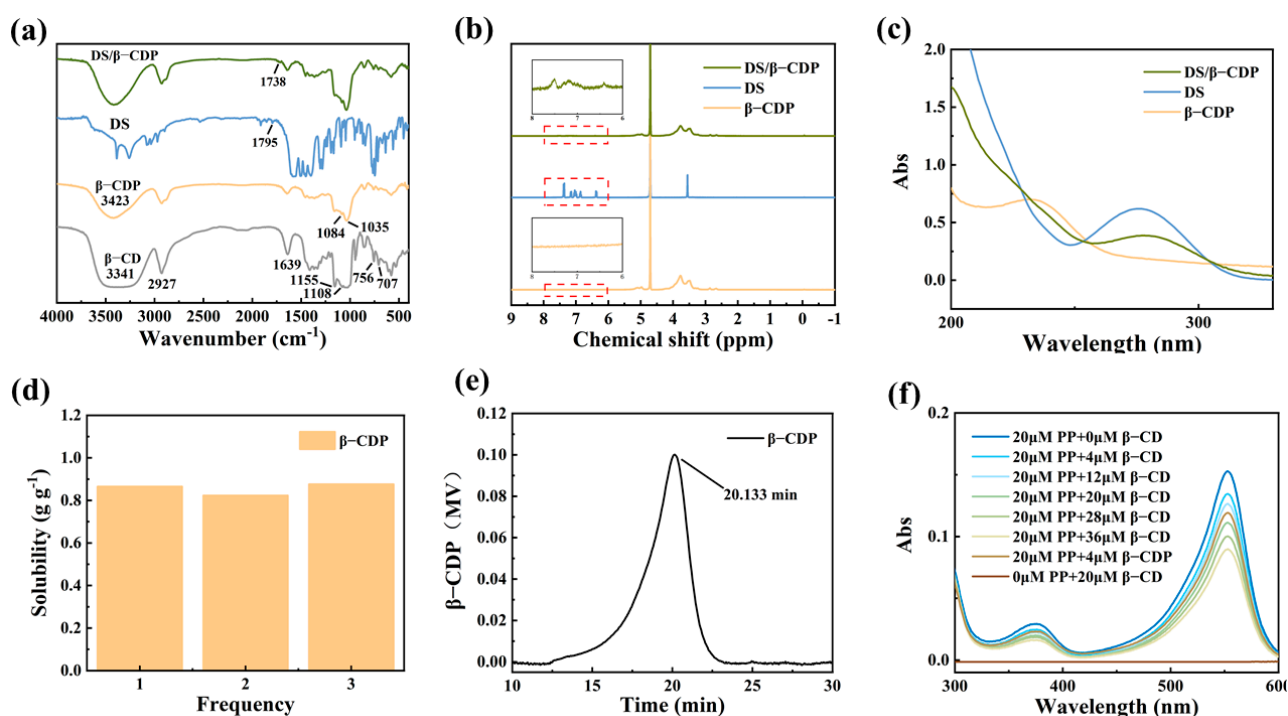 (a)
DS/β−CDP
1738
DS
1795
β−CDP
3423
1084
1035
β−CD
3341
2927
1639
1155
1108
756
707
4000 3500 3000 2500 2000 1500 1000 500
Wavenumber (cm-1)
(b)
DS/β−CDP
DS
β−CDP
8 7 6
8 7 6
9 8 7 6 5 4 3 2 1 0 -1
Chemical shift (ppm)
(c)
2.0
1.5
1.0
0.5
0.0
Abs
DS/β−CDP
DS
β−CDP
200 300
Wavelength (nm)
(d)
1.2
1.0
0.8
0.6
0.4
0.2
0.0
Solubility (g g-1)
β−CDP
1 2 3
Frequency
(e)
0.12
0.10
0.08
0.06
0.04
0.02
0.00
β−CDP（MV）
β−CDP
20.133 min
10 15 20 25 30
Time (min)
(f)
0.2
0.1
0.0
Abs
20μM PP+0μM β−CD
20μM PP+4μM β−CD
20μM PP+12μM β−CD
20μM PP+20μM β−CD
20μM PP+28μM β−CD
20μM PP+36μM β−CD
20μM PP+4μM β−CDP
0μM PP+20μM β−CD
300 400 500 600
Wavelength (nm)